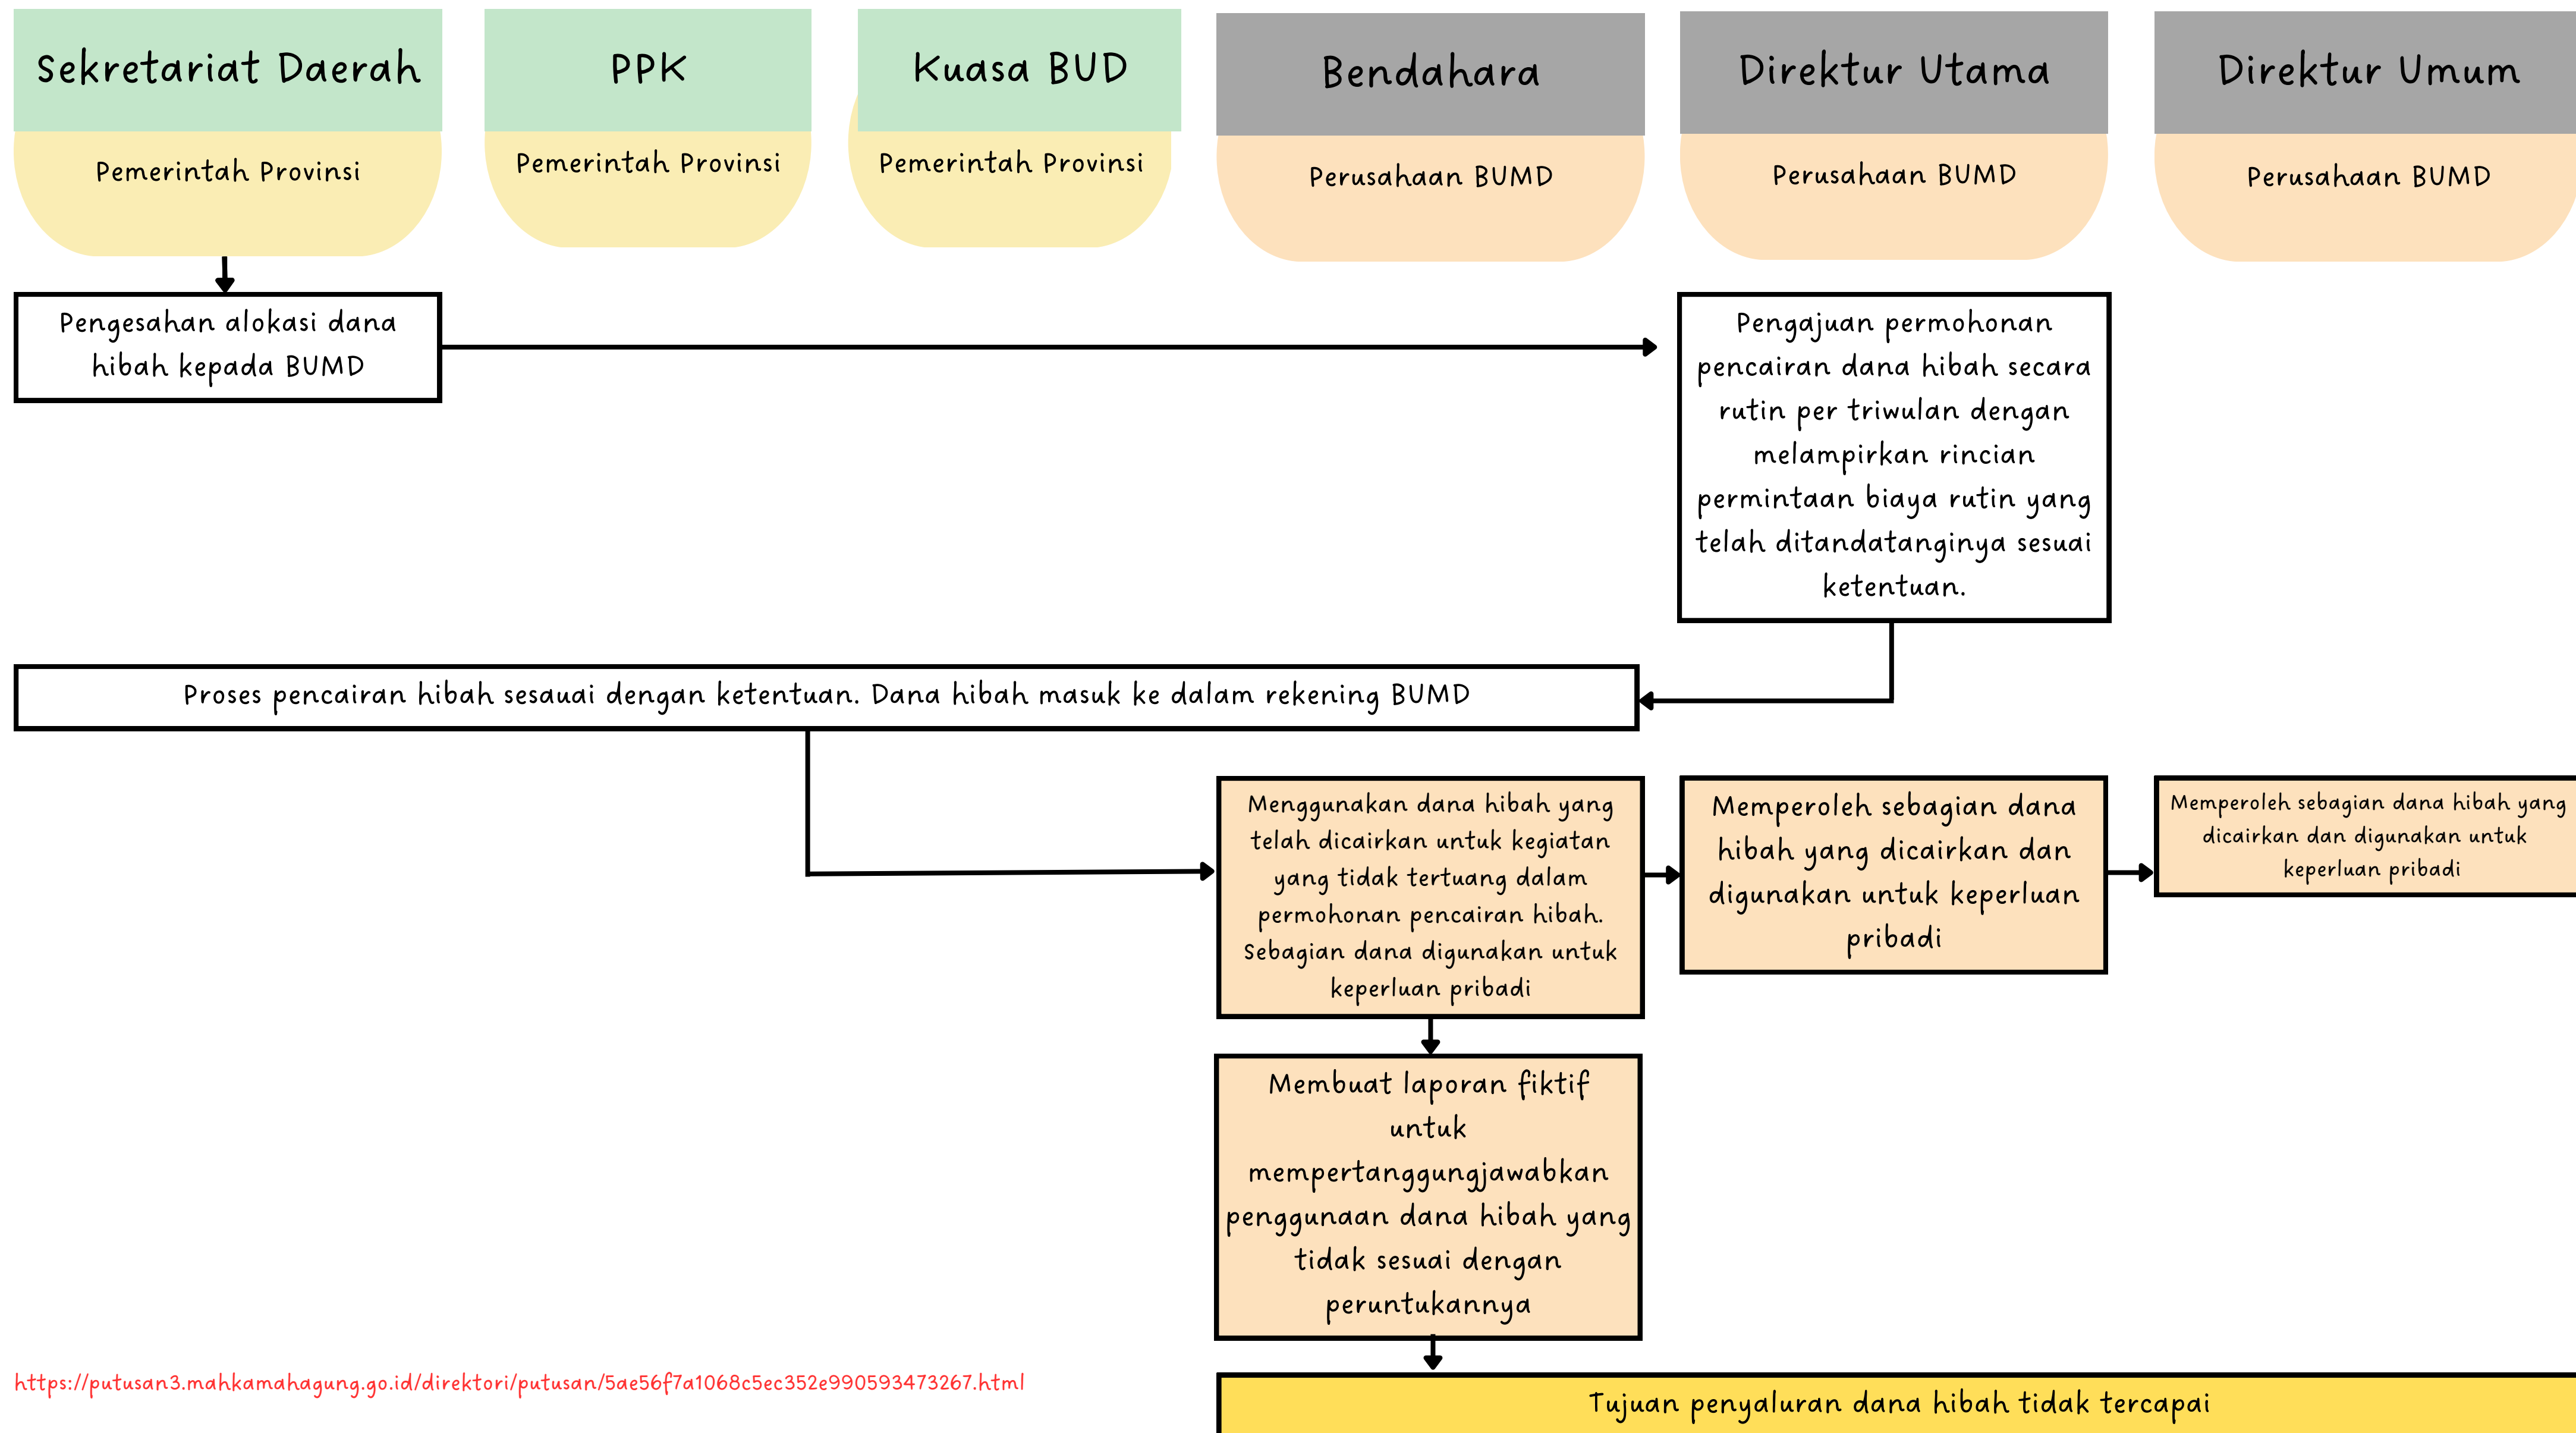 Sekretariat Daerah
Pemerintah Provinsi
PPK
Pemerintah Provinsi
Kuasa BUD
Pemerintah Provinsi
Bendahara
Perusahaan BUMD
Direktur Utama
Perusahaan BUMD
Direktur Umum
Perusahaan BUMD
Pengesahan alokasi dana
hibah kepada BUMD
Pengajuan permohonan
pencairan dana hibah secara
rutin per triwulan dengan
melampirkan rincian
permintaan biaya rutin yang
telah ditandatanginya sesuai
ketentuan.
Proses pencairan hibah sesauai dengan ketentuan. Dana hibah masuk ke dalam rekening BUMD
Menggunakan dana hibah yang
telah dicairkan untuk kegiatan
yang tidak tertuang dalam
permohonan pencairan hibah.
Sebagian dana digunakan untuk
keperluan pribadi
Memperoleh sebagian dana
hibah yang dicairkan dan
digunakan untuk keperluan
pribadi
Memperoleh sebagian dana hibah yang
dicairkan dan digunakan untuk
keperluan pribadi
Membuat laporan fiktif
untuk
mempertanggungjawabkan
penggunaan dana hibah yang
tidak sesuai dengan
peruntukannya
https://putusan3.mahkamahagung.go.id/direktori/putusan/5ae56f7a1068c5ec352e990593473267.html
Tujuan penyaluran dana hibah tidak tercapai